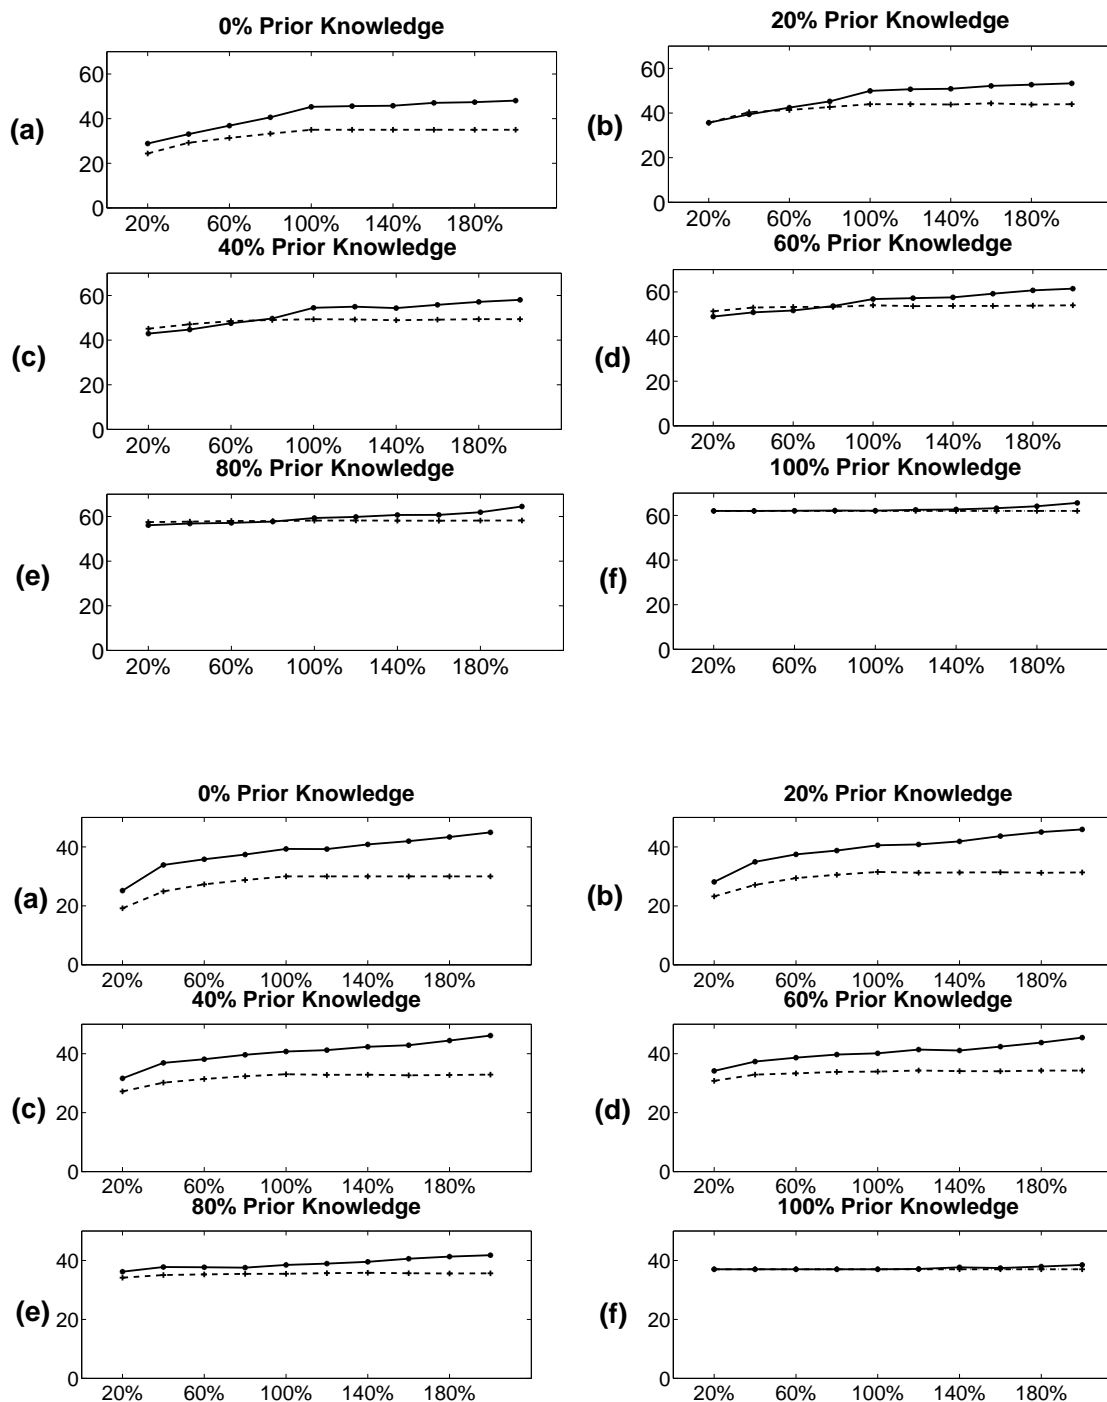 0% Prior Knowledge
20% Prior Knowledge
60
40
20
0
(a)
20% 60% 100% 140% 180%
60
40
20
0
(b)
20% 60% 100% 140% 180%
40% Prior Knowledge
60% Prior Knowledge
60
40
20
0
(c)
20% 60% 100% 140% 180%
60
40
20
0
(d)
20% 60% 100% 140% 180%
80% Prior Knowledge
100% Prior Knowledge
60
40
20
0
(e)
20% 60% 100% 140% 180%
60
40
20
0
(f)
20% 60% 100% 140% 180%
0% Prior Knowledge
20% Prior Knowledge
40
20
0
(a)
20% 60% 100% 140% 180%
40
20
0
(b)
20% 60% 100% 140% 180%
40% Prior Knowledge
60% Prior Knowledge
40
20
0
(c)
20% 60% 100% 140% 180%
40
20
0
(d)
20% 60% 100% 140% 180%
80% Prior Knowledge
100% Prior Knowledge
40
20
0
(e)
20% 60% 100% 140% 180%
40
20
0
(f)
20% 60% 100% 140% 180%